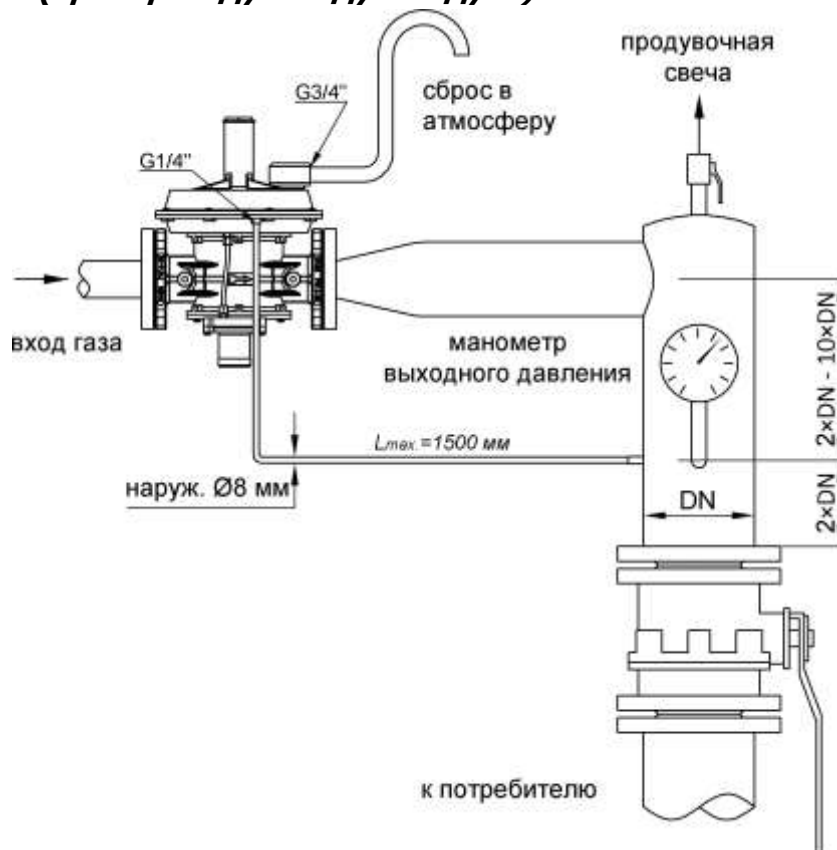 продувочная
свеча
G3/4"
сброс в
атмосферу
G1/4"
вход газа
манометр
выходного давления
2×DN - 10×DN
Lmax.=1500 мм
наруж. Ø8 мм
DN
2×DN
к потребителю